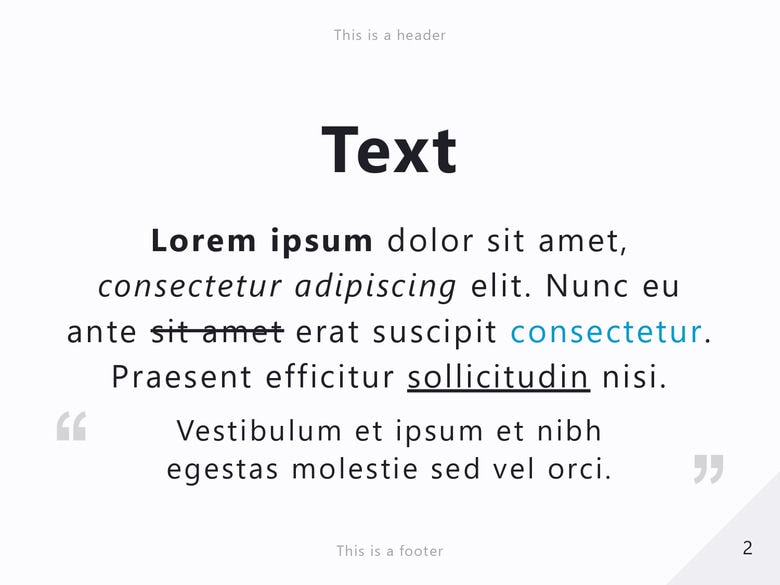 This is a header
Text
Lorem ipsum dolor sit amet,
consectetur adipiscing elit. Nunc eu
ante sit amet erat suscipit consectetur.
Praesent efficitur sollicitudin nisi.
“ Vestibulum et ipsum et nibh
egestas molestie sed vel orci. ”
This is a footer
2